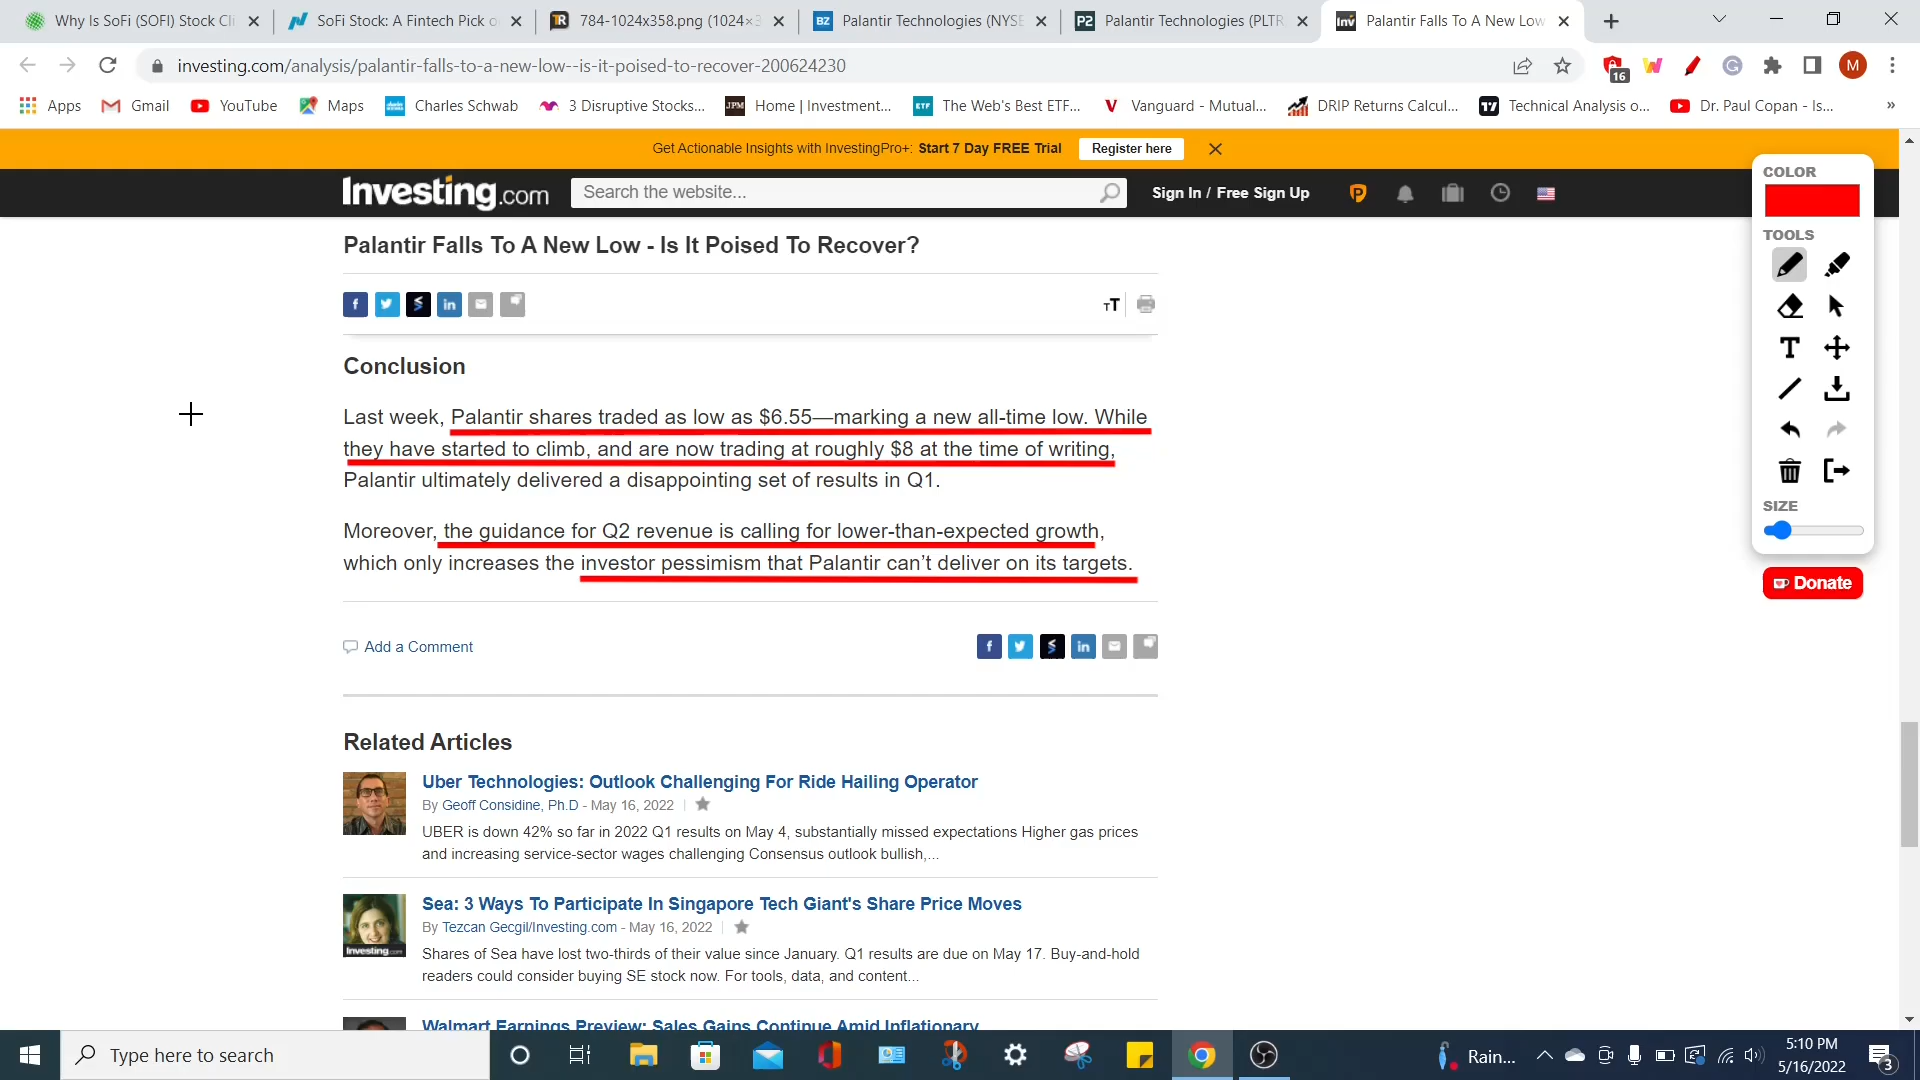 Why Is SoFi (SOFI) Stock Cli
SoFi Stock: A Fintech Pick o
784-1024x358.png (1024×3
Palantir Technologies (NYSE
Palantir Technologies (PLTR
Palantir Falls To A New Low
investing.com/analysis/palantir-falls-to-a-new-low--is-it-poised-to-recover-200624230
16
M
Apps
Gmail
YouTube
Maps
Charles Schwab
3 Disruptive Stocks...
Home | Investment...
The Web's Best ETF...
Vanguard - Mutual...
DRIP Returns Calcul...
Technical Analysis o...
Dr. Paul Copan - Is...
»
Get Actionable Insights with InvestingPro+: Start 7 Day FREE Trial
Register here
Investing.com
Search the website...
Sign In / Free Sign Up
COLOR
TOOLS
SIZE
Donate
Palantir Falls To A New Low - Is It Poised To Recover?
Conclusion
Last week, Palantir shares traded as low as $6.55—marking a new all-time low. While
they have started to climb, and are now trading at roughly $8 at the time of writing,
Palantir ultimately delivered a disappointing set of results in Q1.
Moreover, the guidance for Q2 revenue is calling for lower-than-expected growth,
which only increases the investor pessimism that Palantir can’t deliver on its targets.
Add a Comment
Related Articles
Uber Technologies: Outlook Challenging For Ride Hailing Operator
By Geoff Considine, Ph.D - May 16, 2022
UBER is down 42% so far in 2022 Q1 results on May 4, substantially missed expectations Higher gas prices
and increasing service-sector wages challenging Consensus outlook bullish,...
Sea: 3 Ways To Participate In Singapore Tech Giant's Share Price Moves
By Tezcan Gecgil/Investing.com - May 16, 2022
Shares of Sea have lost two-thirds of their value since January. Q1 results are due on May 17. Buy-and-hold
readers could consider buying SE stock now. For tools, data, and content...
Walmart Earnings Preview: Sales Gains Continue Amid Inflationary
Type here to search
Rain...
5:10 PM
5/16/2022
3